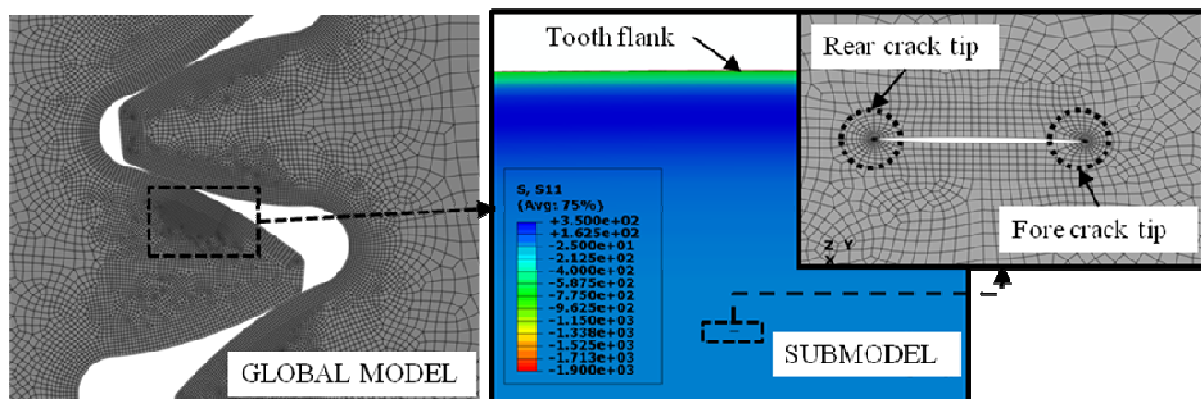 GLOBAL MODEL
Tooth flank
S, S11
(Avg: 75%)
+3.500e+02
+1.625e+02
-2.500e+01
-2.125e+02
-4.000e+02
-5.875e+02
-7.750e+02
-9.625e+02
-1.150e+03
-1.338e+03
-1.525e+03
-1.713e+03
-1.900e+03
SUBMODEL
Rear crack tip
Fore crack tip
Z Y
X